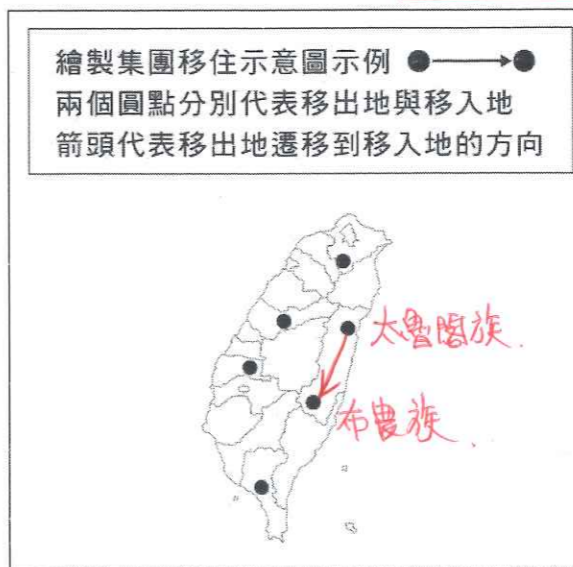 繪製集團移住示意圖示例
兩個圓點分別代表移出地與移入地
箭頭代表移出地遷移到移入地的方向
太魯閣族.
布農族.